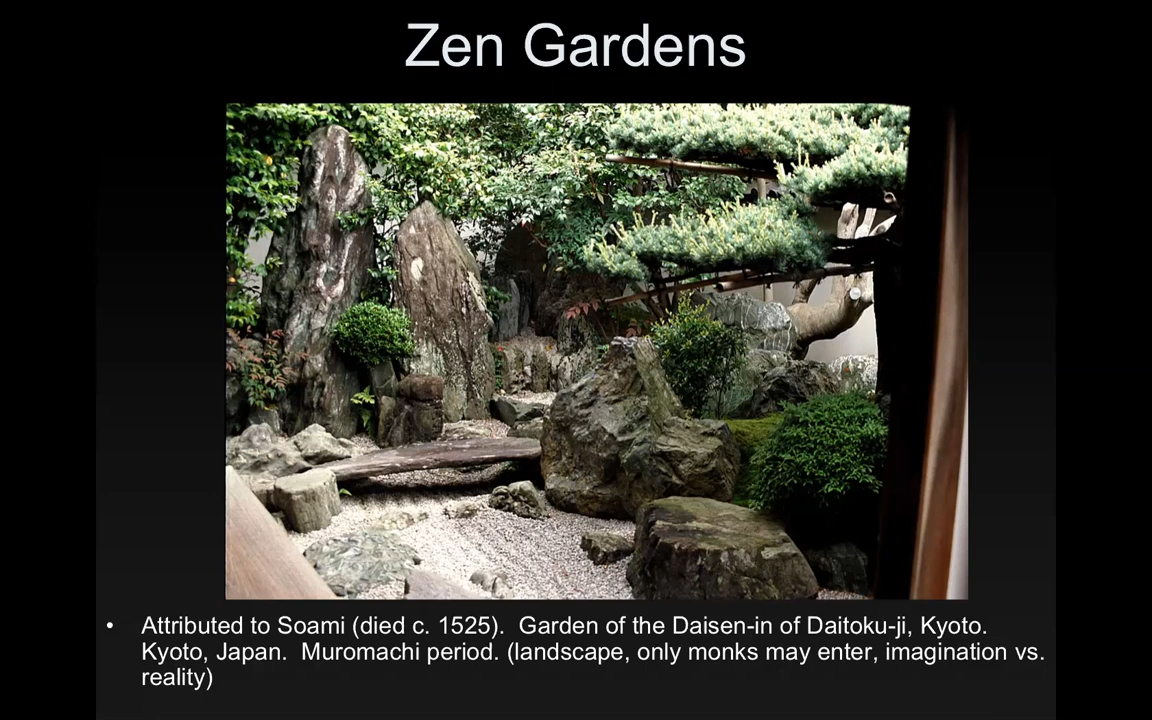 Zen Gardens
• Attributed to Soami (died c. 1525).  Garden of the Daisen-in of Daitoku-ji, Kyoto.
Kyoto, Japan.  Muromachi period. (landscape, only monks may enter, imagination vs.
reality)